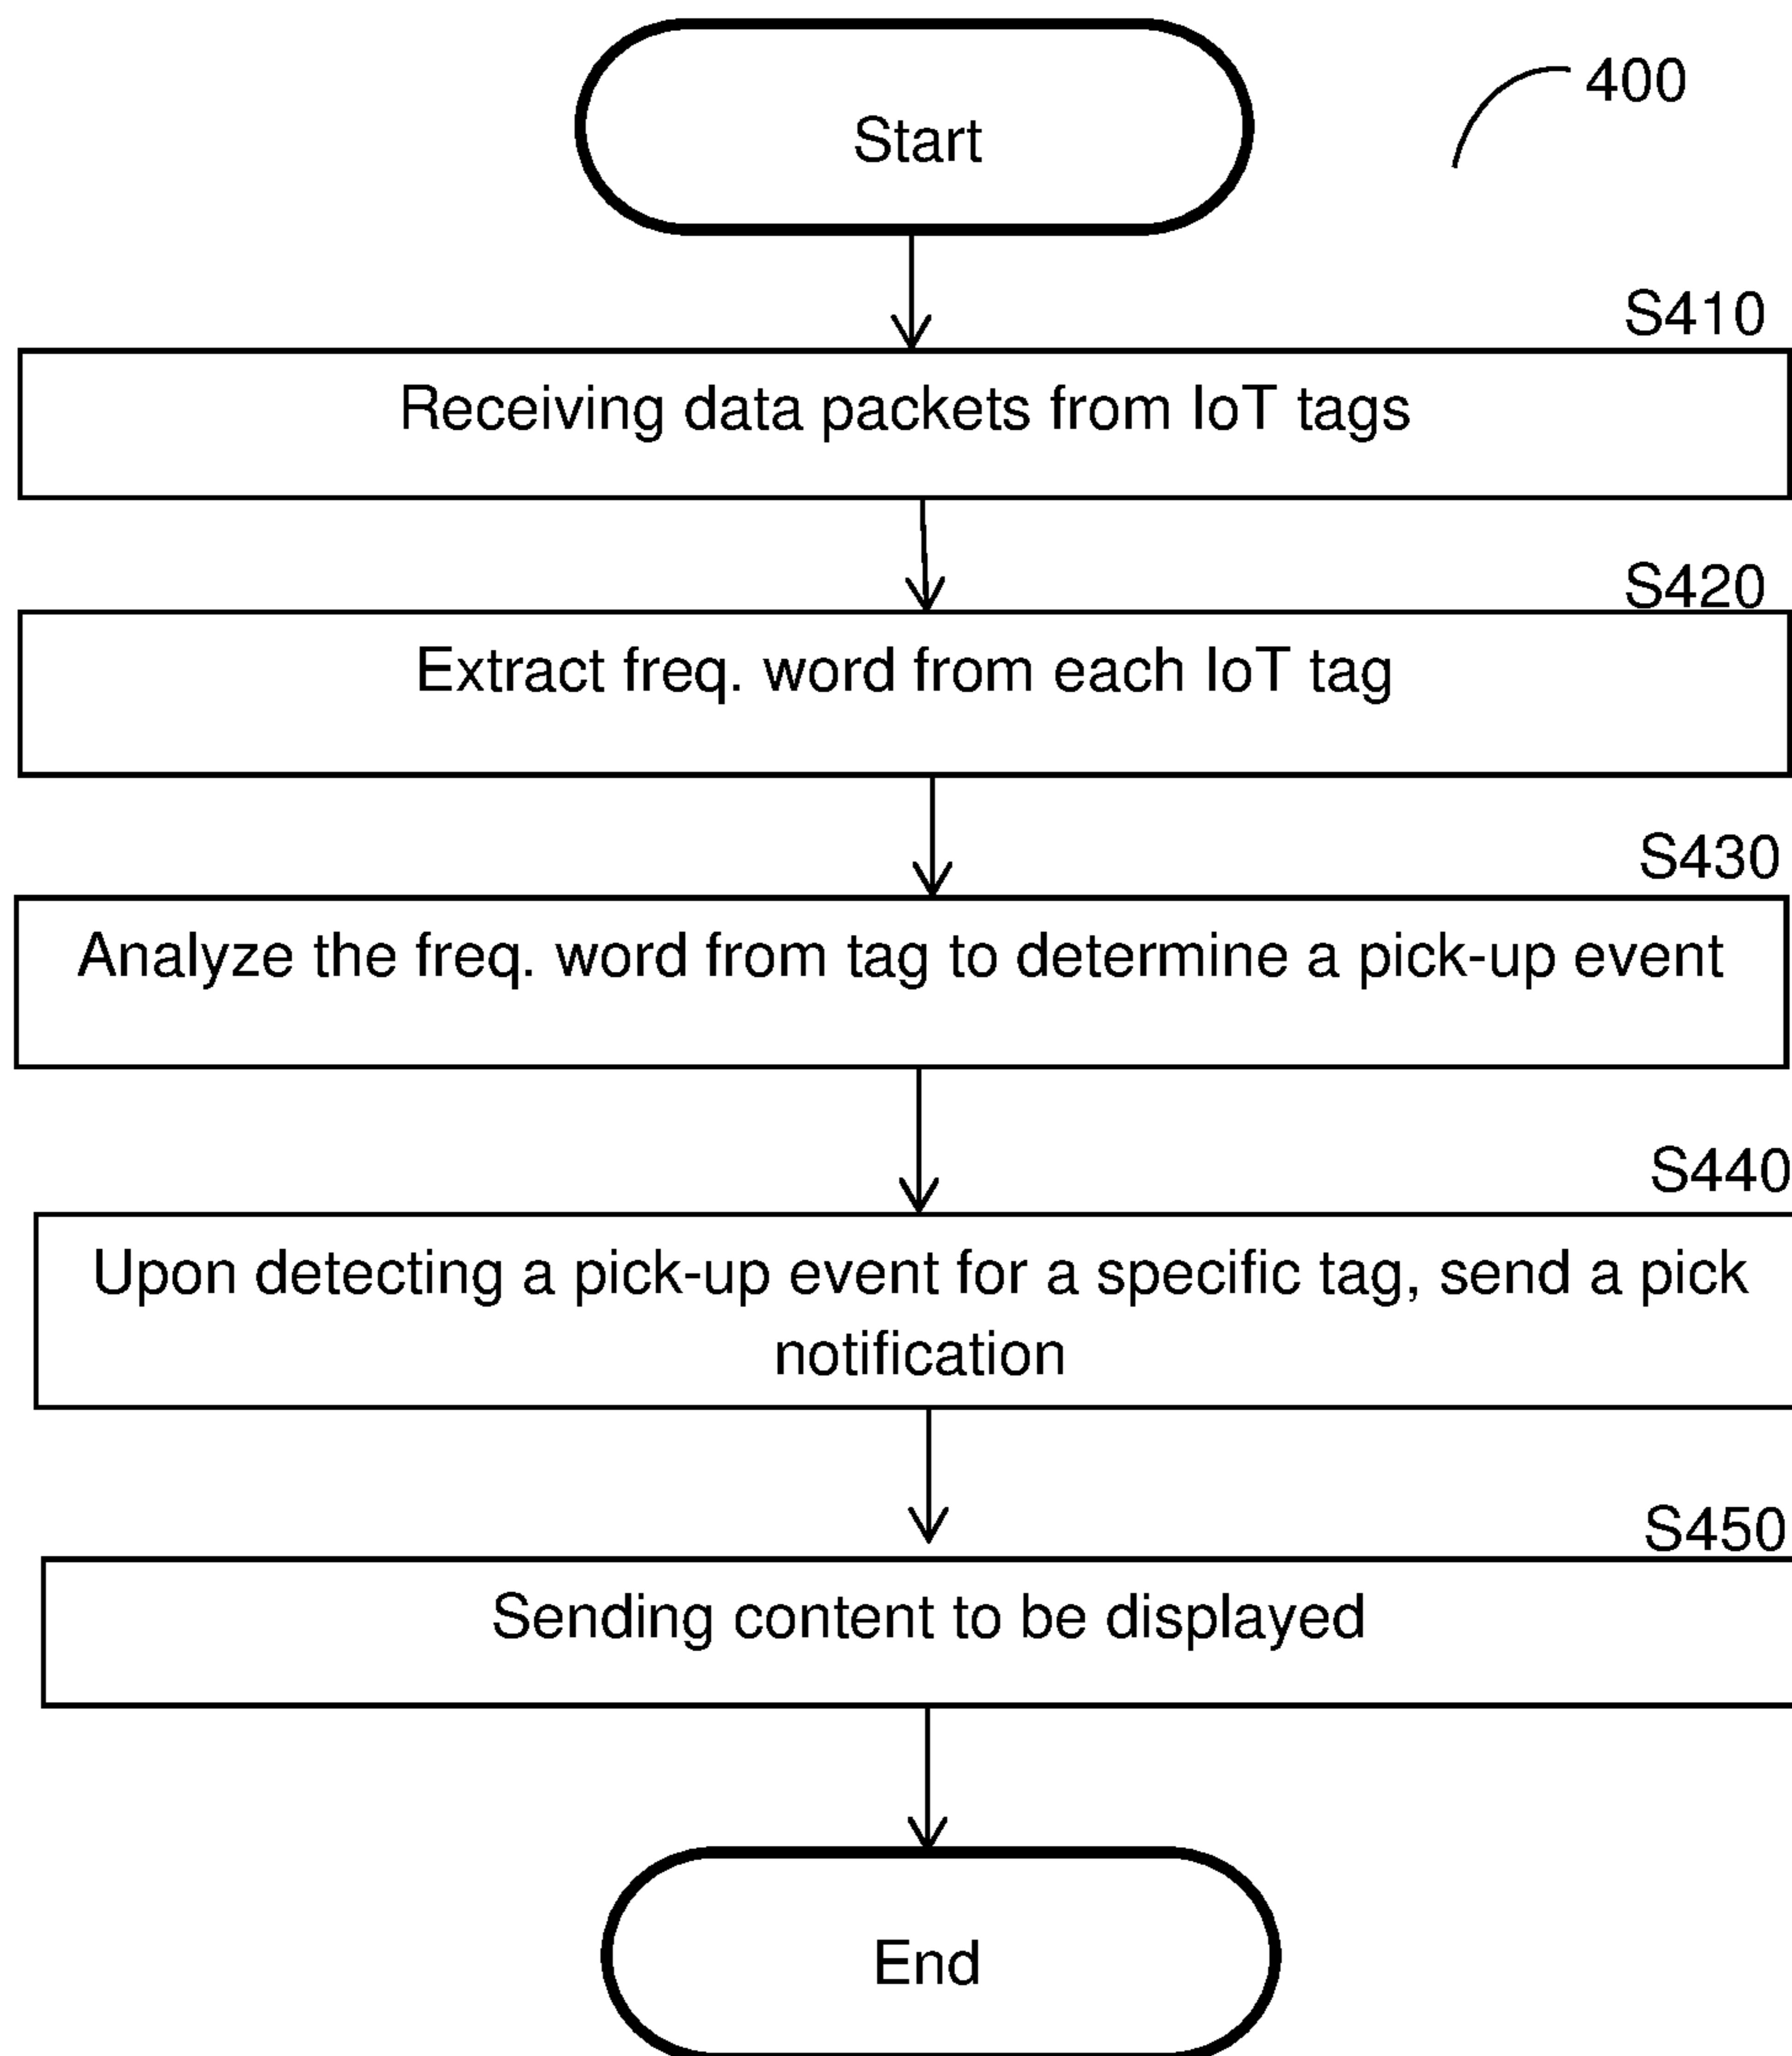 Start
400
S410
Receiving data packets from IoT tags
S420
Extract freq. word from each IoT tag
S430
Analyze the freq. word from tag to determine a pick-up event
S440
Upon detecting a pick-up event for a specific tag, send a pick
notification
S450
Sending content to be displayed
End